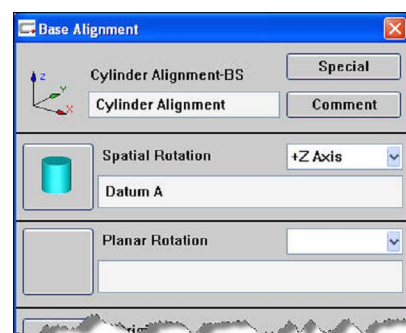 Base Alignment
Z
Y
X
Cylinder Alignment-BS
Special
Cylinder Alignment
Comment
Spatial Rotation
+Z Axis
Datum A
Planar Rotation